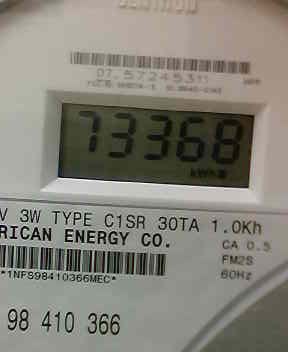 CENTRON
07.57245311
73368
kWh
V 3W TYPE C1SR 30TA 1.0Kh
RICAN ENERGY CO.
CA 0.5
FM2S
60Hz
*1NFS98410366MEC*
98 410 366